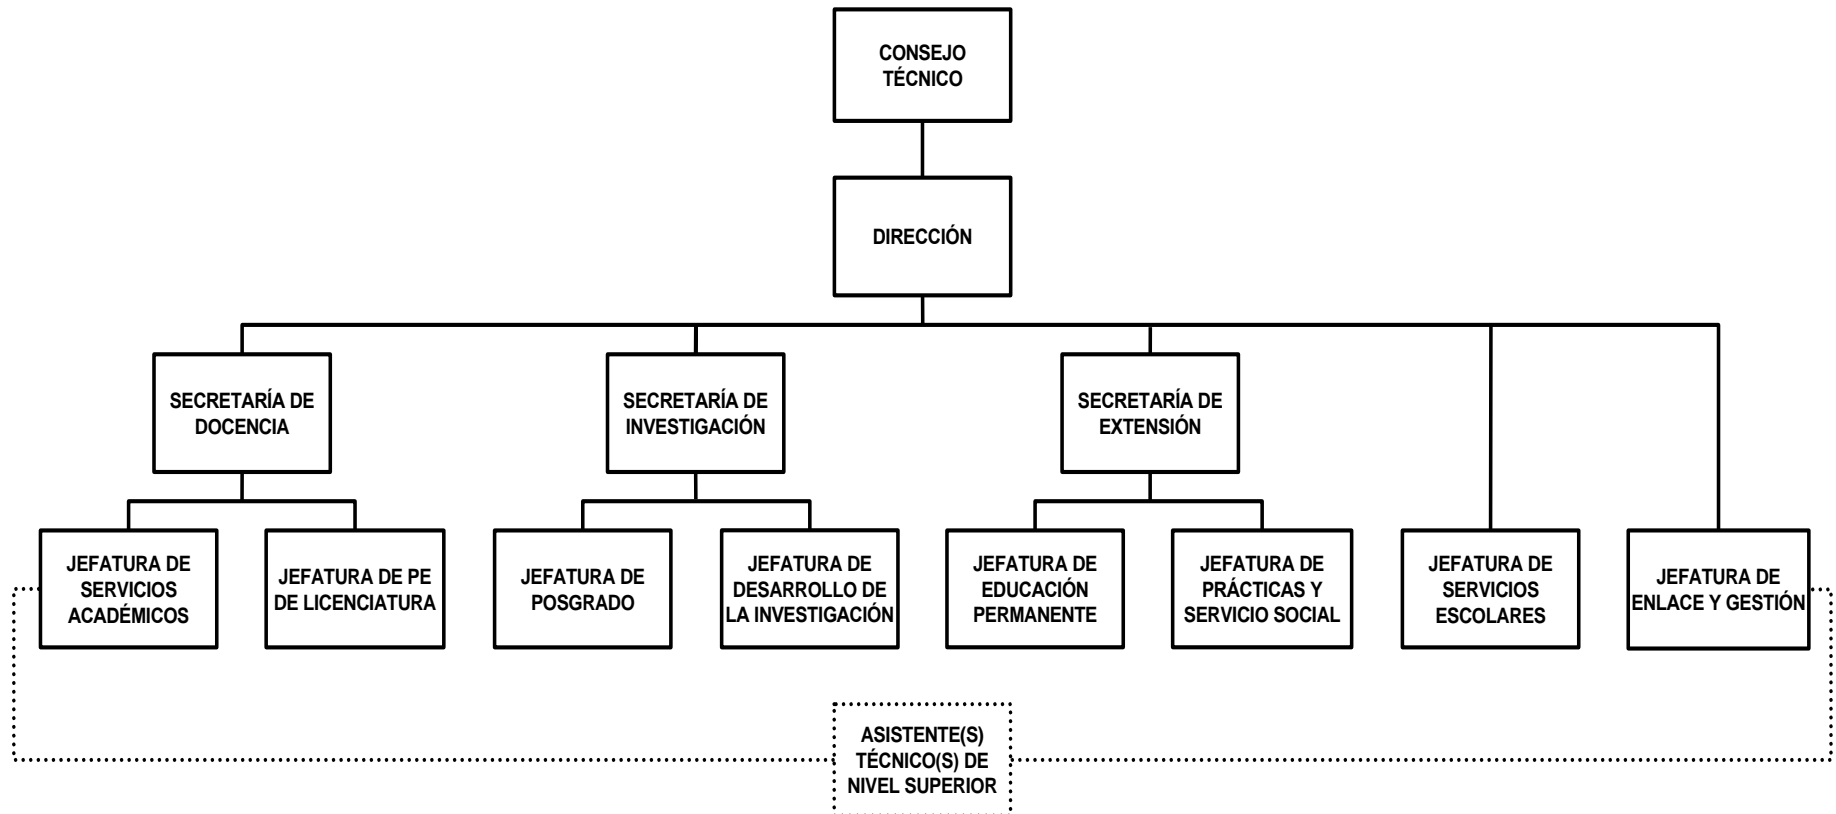 CONSEJO
TÉCNICO
DIRECCIÓN
SECRETARÍA DE
DOCENCIA
SECRETARÍA DE
INVESTIGACIÓN
SECRETARÍA DE
EXTENSIÓN
JEFATURA DE
SERVICIOS
ACADÉMICOS
JEFATURA DE PE
DE LICENCIATURA
JEFATURA DE
POSGRADO
JEFATURA DE
DESARROLLO DE
LA INVESTIGACIÓN
JEFATURA DE
EDUCACIÓN
PERMANENTE
JEFATURA DE
PRÁCTICAS Y
SERVICIO SOCIAL
JEFATURA DE
SERVICIOS
ESCOLARES
JEFATURA DE
ENLACE Y GESTIÓN
ASISTENTE(S)
TÉCNICO(S) DE
NIVEL SUPERIOR